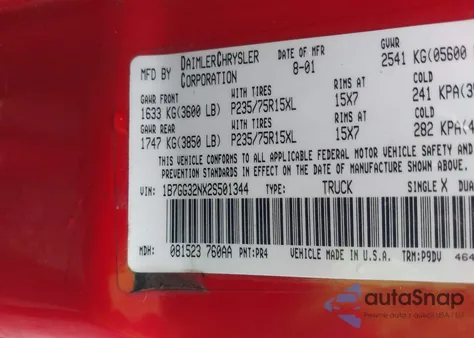 MFD BY DAIMLERCHRYSLER CORPORATION DATE OF MFR 8-01 2541 KG(05600
GAWR FRONT WITH TIRES RIMS AT COLD
1633 KG(3600 LB) P235/75R15XL 15X7 241 KPA(3
GAWR REAR WITH TIRES RIMS AT COLD
1747 KG(3850 LB) P235/75R15XL 15X7 282 KPA(4
THIS VEHICLE CONFORMS TO ALL APPLICABLE FEDERAL MOTOR VEHICLE SAFETY
PREVENTION STANDARDS IN EFFECT ON THE DATE OF MANUFACTURE SHOWN
VIN: 1B7GG32NX2S501344 TYPE: TRUCK SINGLE X DUA
MDH: 081523 760AA PNT:PR4 VEHICLE MADE IN U.S.A. TRM:P9DV 464
autoSnap